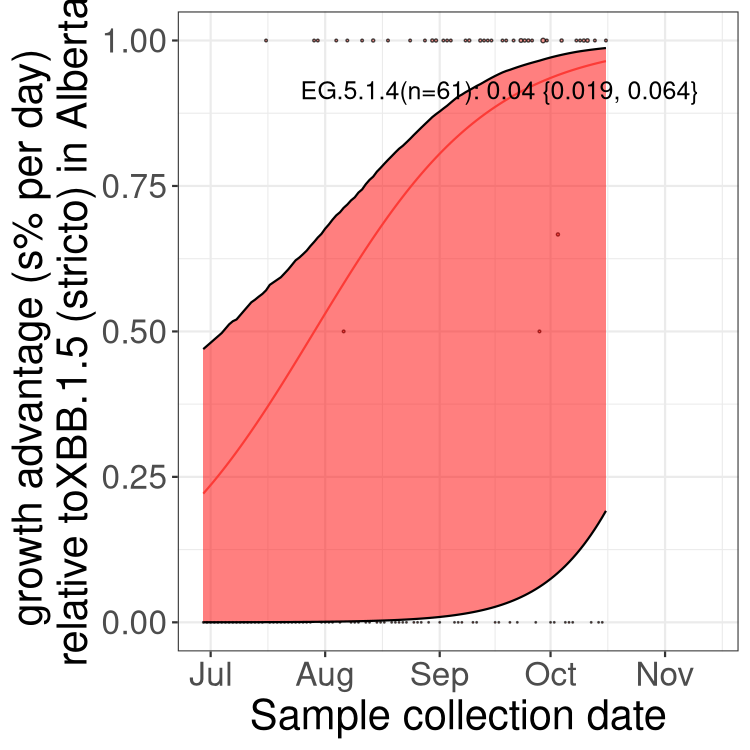 growth advantage (s% per day)
relative toXBB.1.5 (stricto) in Alberta
1.00
0.75
0.50
0.25
0.00
EG.5.1.4(n=61): 0.04 {0.019, 0.064}
Jul Aug Sep Oct Nov
Sample collection date